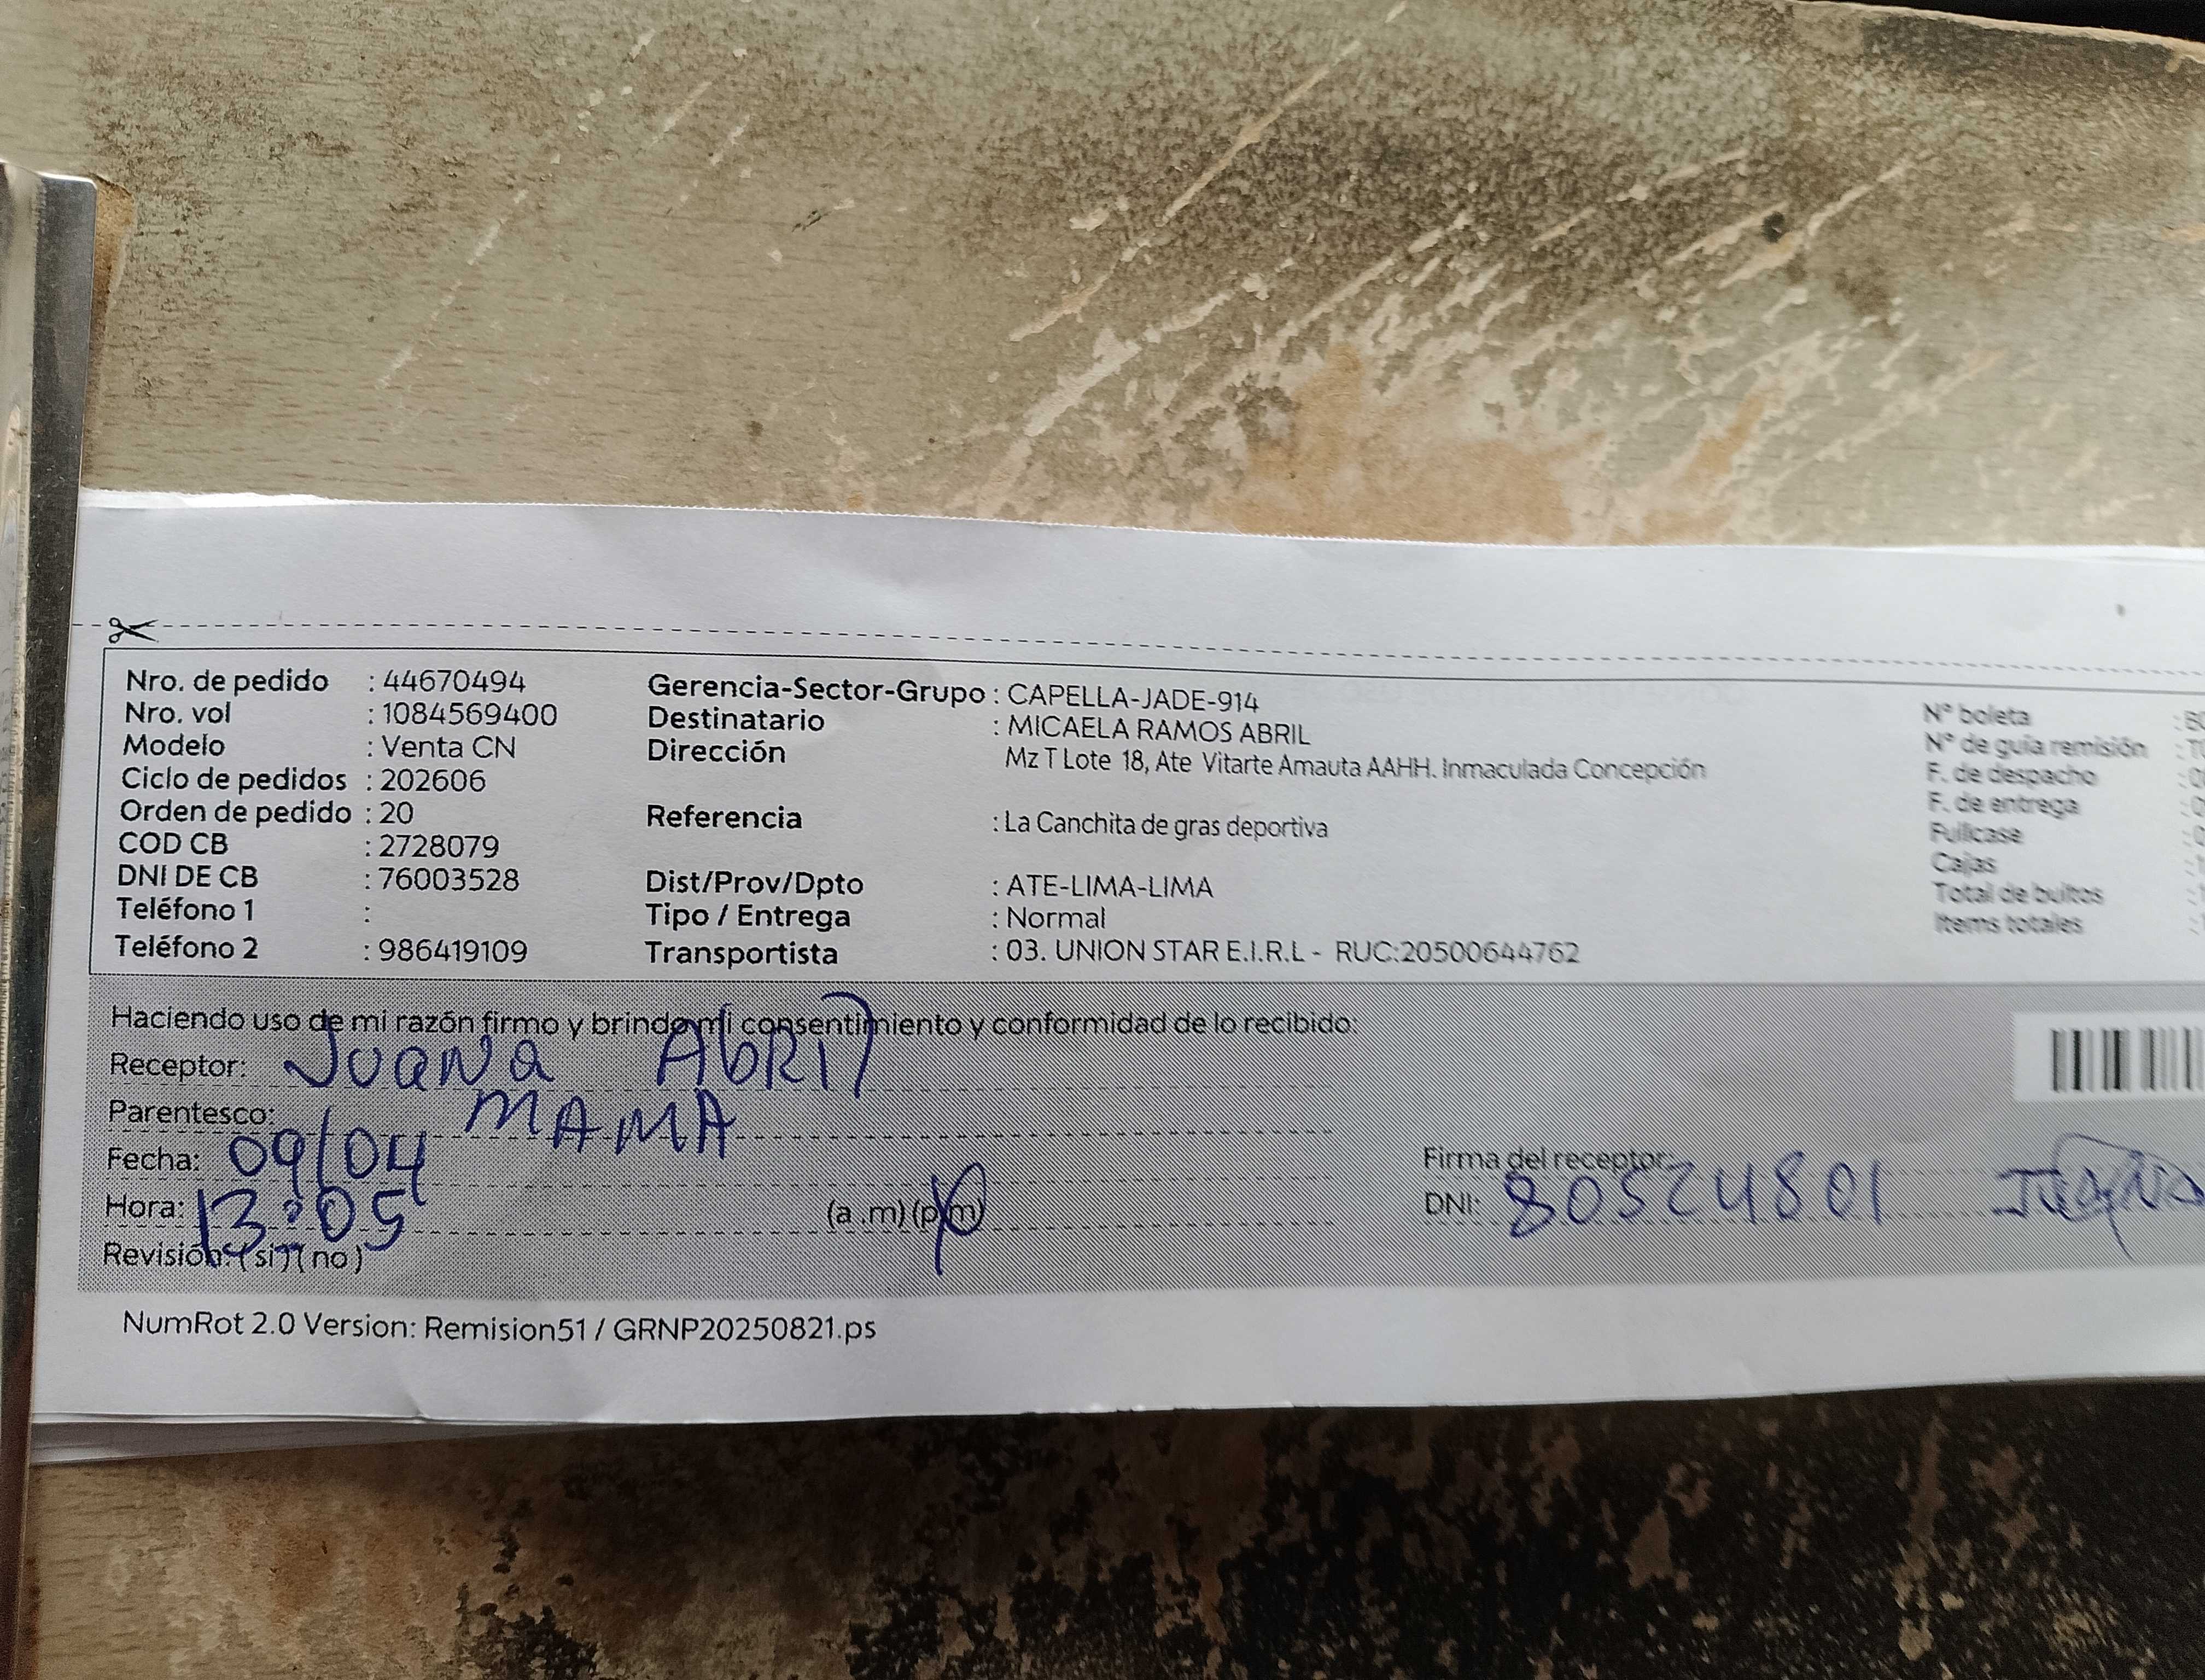 Nro. de pedido : 44670494
Nro. vol : 1084569400
Modelo : Venta CN
Ciclo de pedidos : 202606
Orden de pedido : 20
COD CB : 2728079
DNI DE CB : 76003528
Teléfono 1 :
Teléfono 2 : 986419109
Gerencia-Sector-Grupo : CAPELLA-JADE-914
Destinatario : MICAELA RAMOS ABRIL
Dirección Mz T Lote 18, Ate Vitarte Amauta AAHH. Inmaculada Concepción
Referencia : La Canchita de gras deportiva
Dist/Prov/Dpto : ATE-LIMA-LIMA
Tipo / Entrega : Normal
Transportista : 03. UNION STAR E.I.R.L - RUC:20500644762
N° boleta :
N° de guía remisión :
F. de despacho :
F. de entrega :
Fullcase :
Cajas :
Total de bultos :
Items totales :
Haciendo uso de mi razón firmo y brindo mi consentimiento y conformidad de lo recibido:
Receptor: JUANA ABRIl
Parentesco: MAMA
Fecha: 09/04
Hora: 13:05 (a .m) (p.m)
Revisión: ( si ) ( no )
Firma del receptor:
DNI: 80524801 JUANA
NumRot 2.0 Version: Remision51 / GRNP20250821.ps